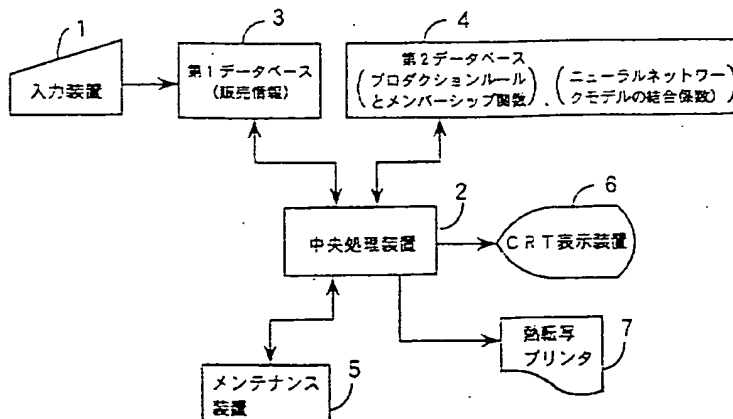 1
入力装置
3
第1データベース
(販売情報)
4
第2データベース
(プロダクションルールとメンバーシップ関数)、(ニューラルネットワークモデルの結合係数)
2
中央処理装置
6
CRT表示装置
熱転写
プリンタ
7
メンテナンス
装置
5